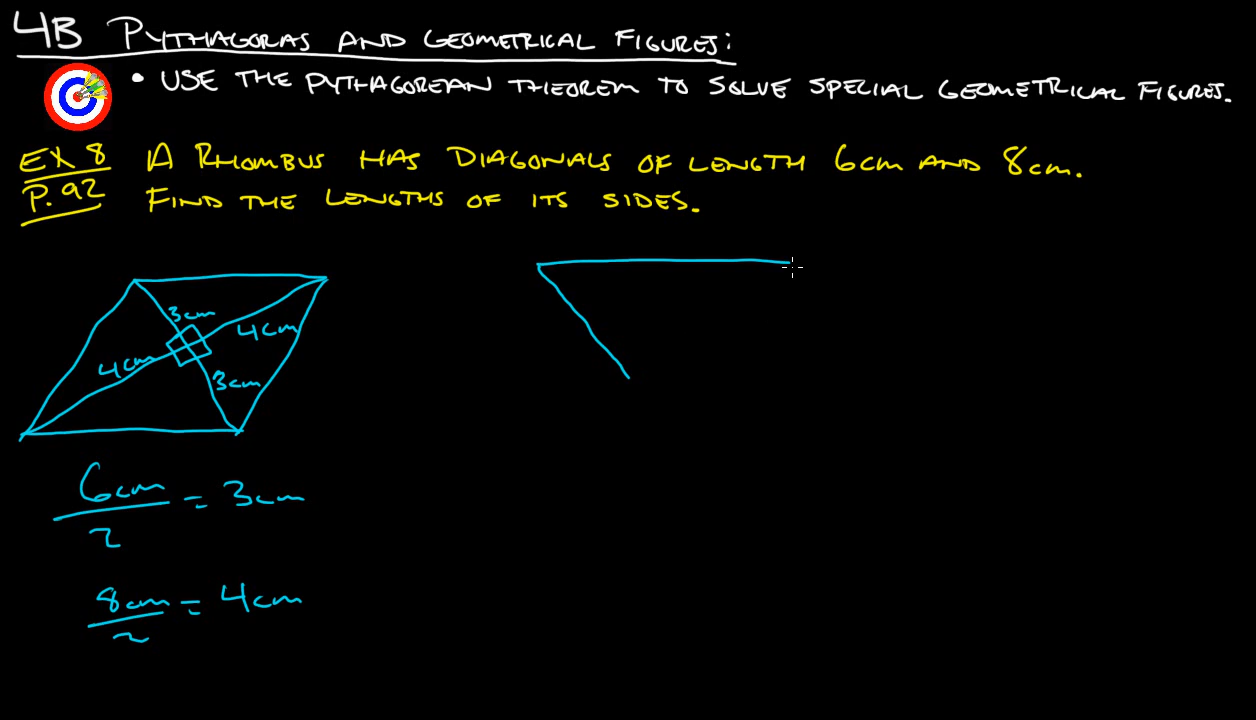 4B PYTHAGORAS AND GEOMETRICAL FIGURES:
• USE THE PYTHAGOREAN THEOREM TO SOLVE SPECIAL GEOMETRICAL FIGURES.
EX 8 A RHOMBUS HAS DIAGONALS OF LENGTH 6cm AND 8cm.
P. 92 FIND THE LENGTHS OF ITS SIDES.
3cm
4cm
4cm
3cm
6cm/2 = 3cm
8cm/2 = 4cm